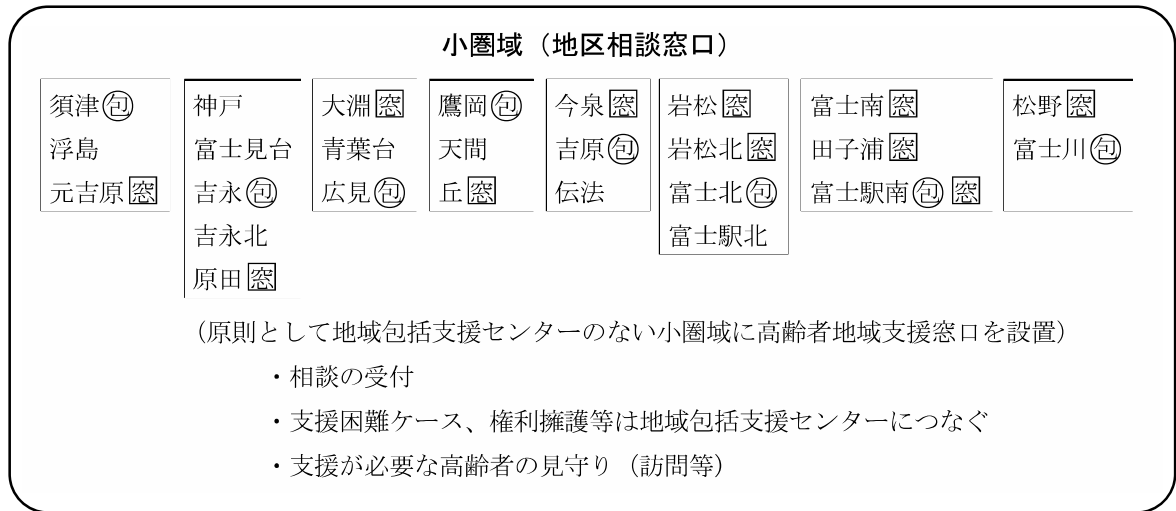 小圏域（地区相談窓口）
須津㊑
浮島
元吉原窓
神戸
富士見台
吉永包
吉永北
原田窓
大淵窓
青葉台
広見包
鷹岡包
天間
丘窓
今泉窓
吉原包
伝法
岩松窓
岩松北窓
富士北包
富士駅北
富士南窓
田子浦窓
富士駅南包 窓
松野窓
富士川包
（原則として地域包括支援センターのない小圏域に高齢者地域支援窓口を設置）
・相談の受付
・支援困難ケース、権利擁護等は地域包括支援センターにつなぐ
・支援が必要な高齢者の見守り（訪問等）